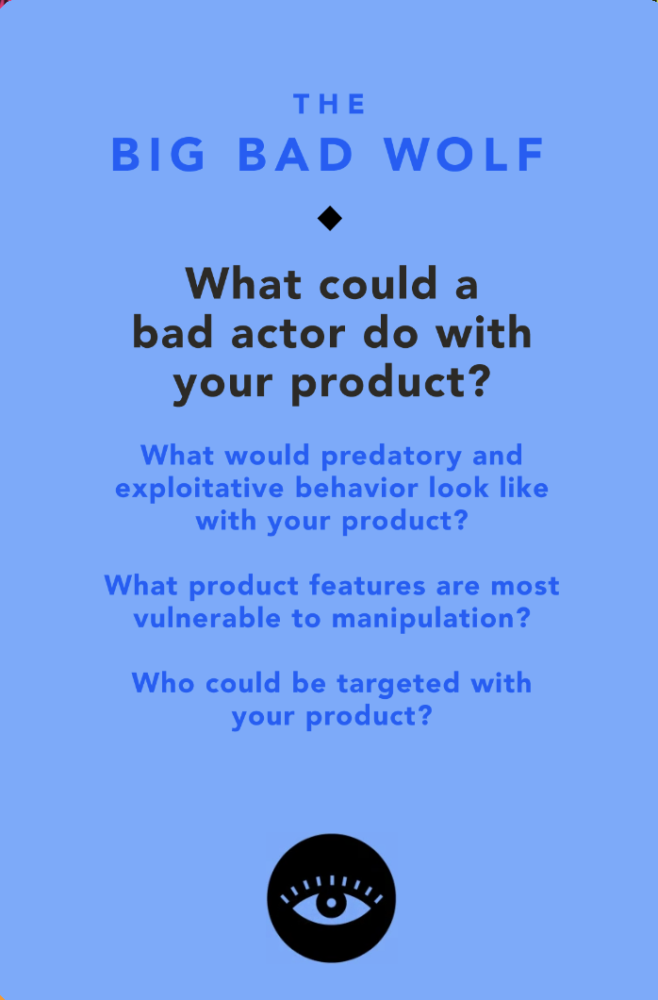 THE
BIG BAD WOLF
What could a
bad actor do with
your product?
What would predatory and
exploitative behavior look like
with your product?
What product features are most
vulnerable to manipulation?
Who could be targeted with
your product?